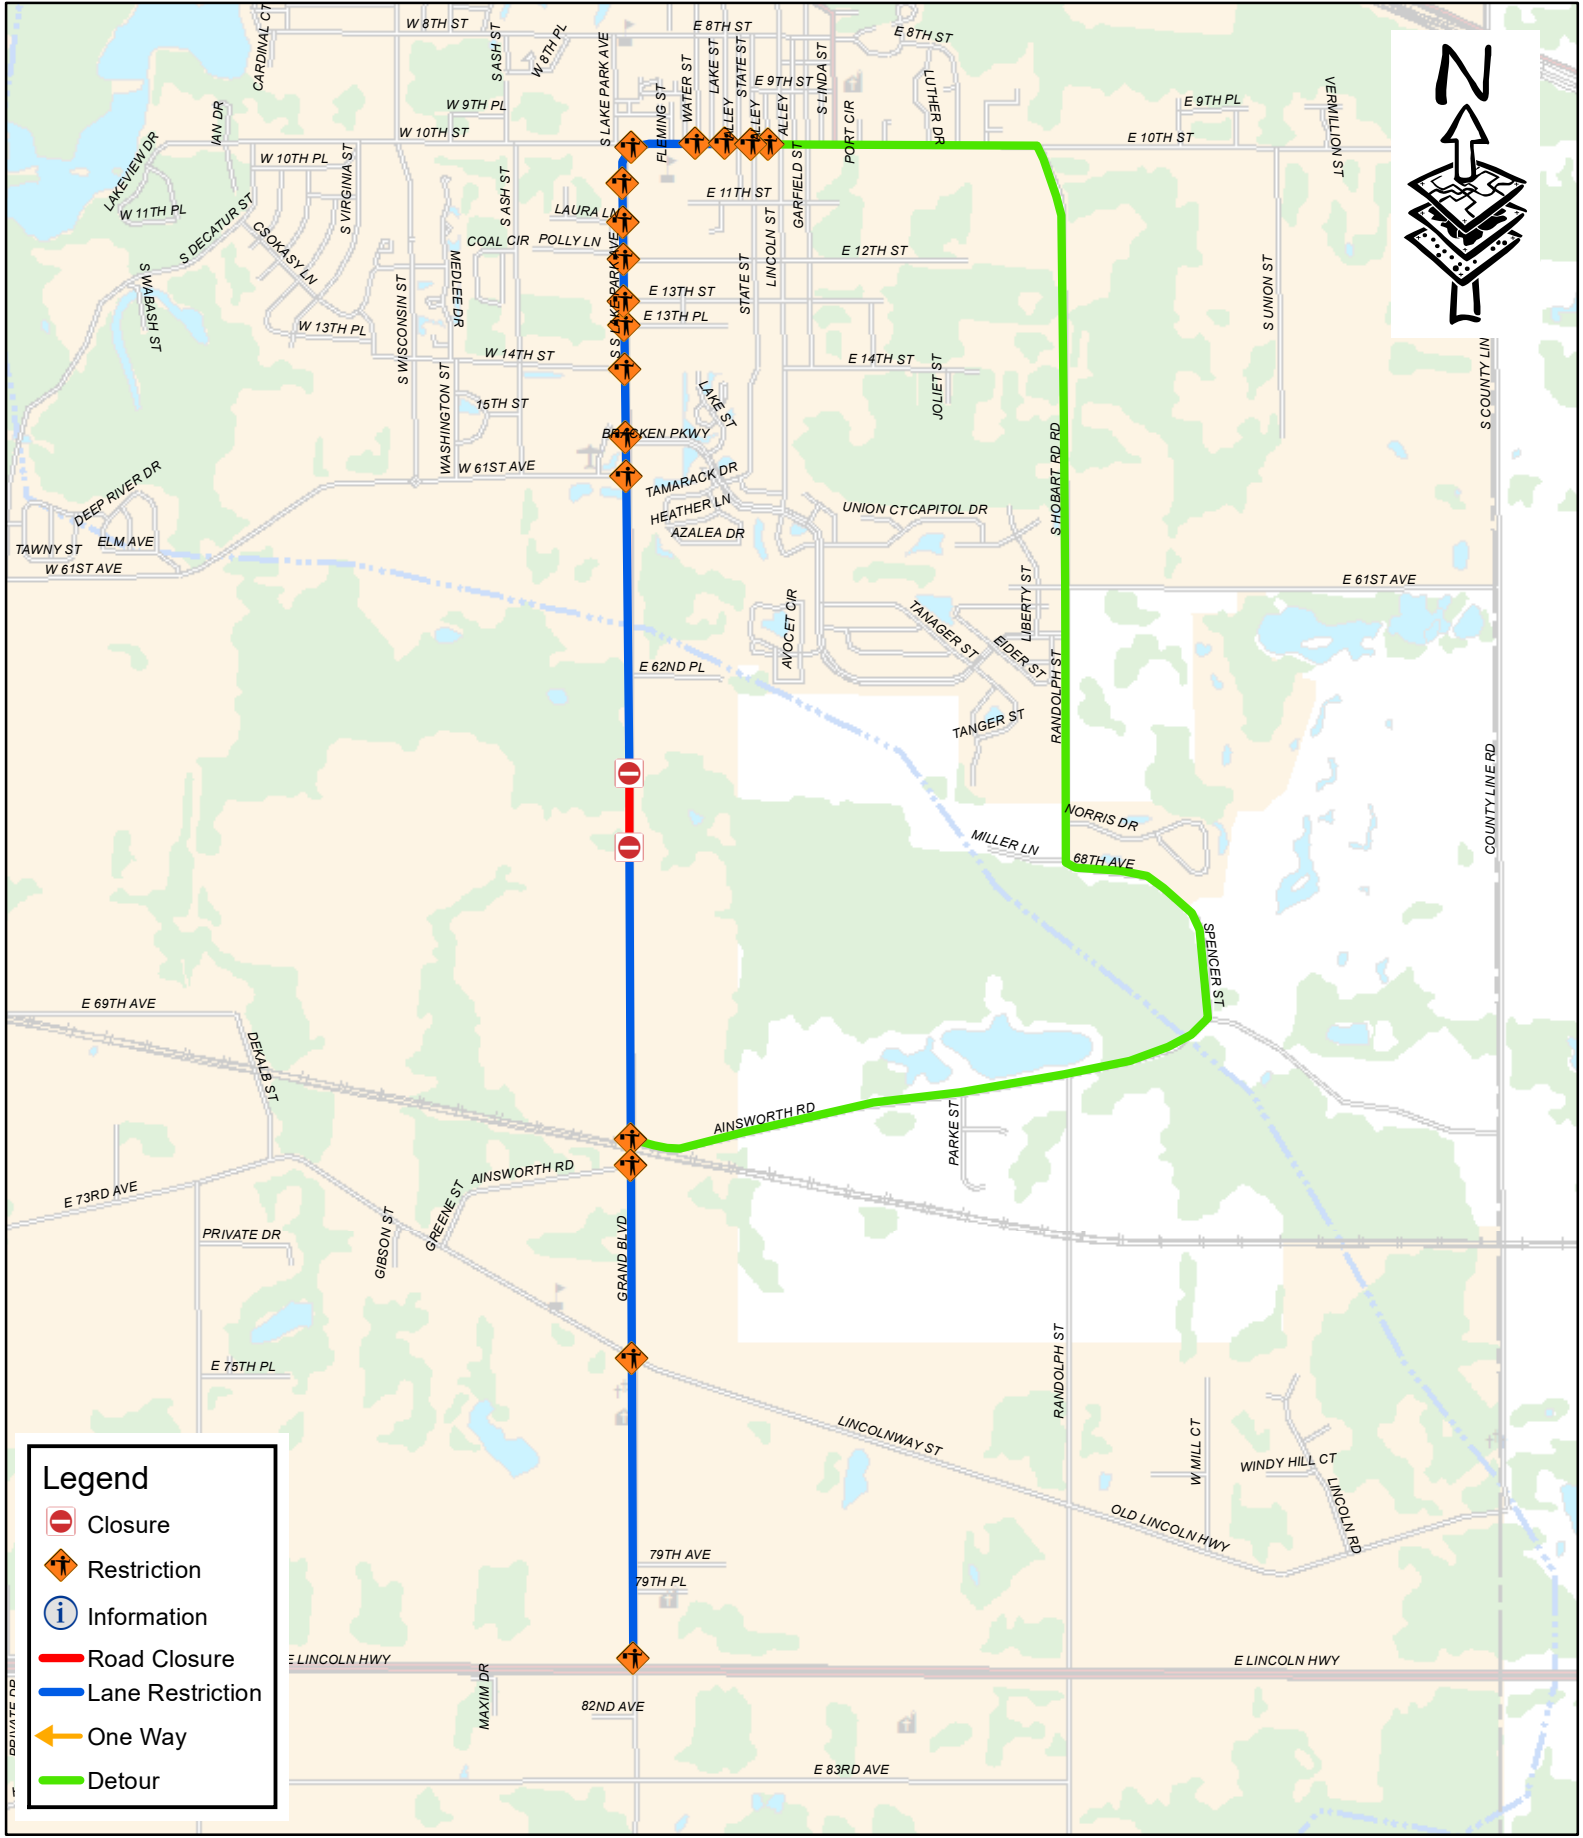 CARDINAL CT
W 8TH ST
S ASH ST
W 8TH PL
S LAKE PARK AVE
E 8TH ST
E 8TH ST
N
FLEMING ST
WATER ST
LAKE ST
ALLEY
STATE ST
ALLEY
E 9TH ST
ALLEY
S LINDA ST
PORT CIR
LUTHER DR
E 9TH PL
VERMILLION ST
IAN DR
W 9TH PL
W 10TH ST
E 10TH ST
LAKEVIEW DR
W 10TH PL
S VIRGINIA ST
W 11TH PL
S DECATUR ST
CSOKASY LN
S ASH ST
LAURA LN
E 11TH ST
GARFIELD ST
LINCOLN ST
COAL CIR
POLLY LN
E 12TH ST
S WABASH ST
MEDLEE DR
S WISCONSIN ST
S LAKE PARK AVE
S
STATE ST
E 13TH ST
E 13TH PL
S UNION ST
W 13TH PL
W 14TH ST
E 14TH ST
JOLIET ST
S COUNTY LIN
WASHINGTON ST
15TH ST
LAKE ST
BRACKEN PKWY
S HOBART RD RD
W 61ST AVE
TAMARACK DR
DEEP RIVER DR
HEATHER LN
UNION CT
CAPITOL DR
AZALEA DR
TAWNY ST
ELM AVE
W 61ST AVE
E 61ST AVE
LIBERTY ST
AVOCET CIR
TANAGER ST
EIDER ST
E 62ND PL
RANDOLPH ST
TANGER ST
COUNTY LINE RD
NORRIS DR
MILLER LN
68TH AVE
SPENCER ST
E 69TH AVE
DEKALB ST
AINSWORTH RD
PARKE ST
AINSWORTH RD
E 73RD AVE
GREENE ST
GIBSON ST
PRIVATE DR
GRAND BLVD
RANDOLPH ST
E 75TH PL
LINCOLNWAY ST
W MILL CT
WINDY HILL CT
LINCOLN RD
OLD LINCOLN HWY
Legend
Closure
Restriction
Information
Road Closure
Lane Restriction
One Way
Detour
79TH AVE
79TH PL
E LINCOLN HWY
E LINCOLN HWY
PRIVATE DR
MAXIM DR
82ND AVE
E 83RD AVE